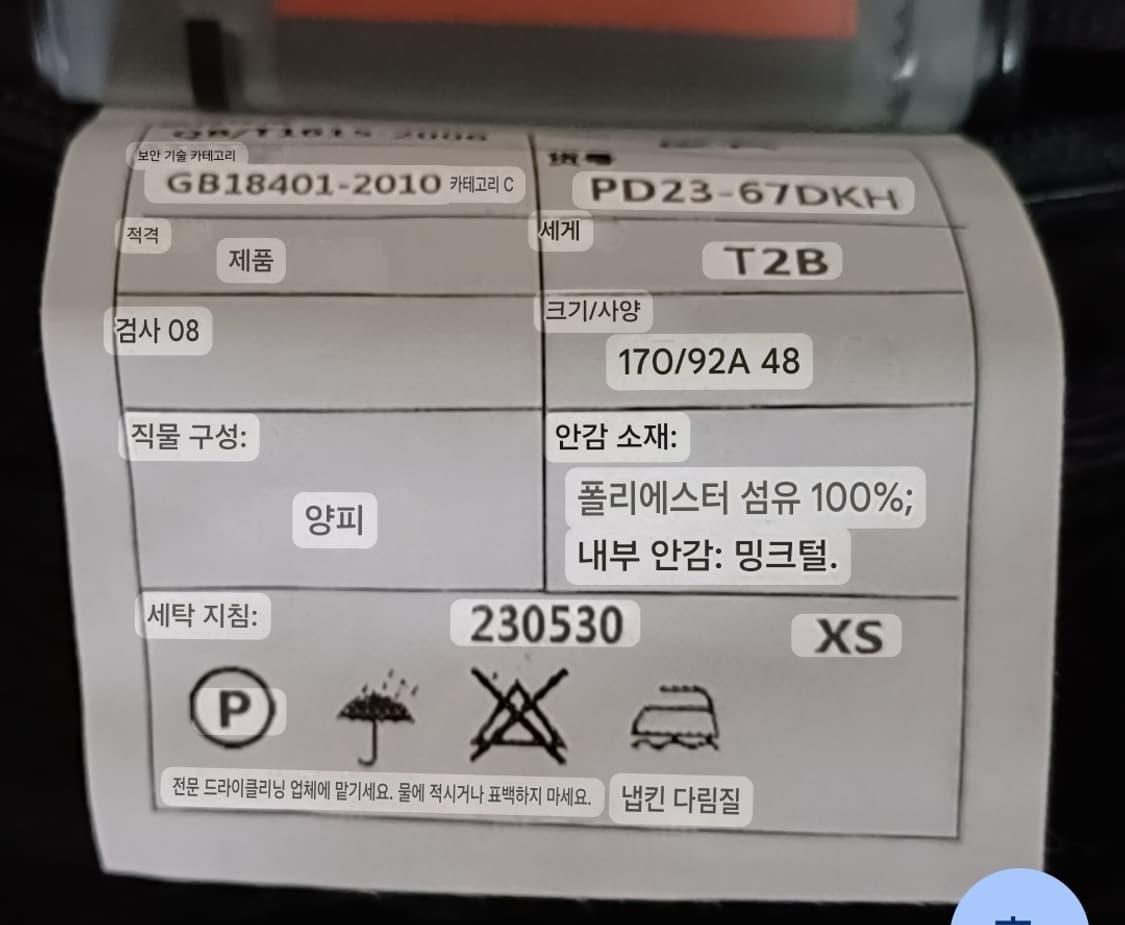 QB/T1615-2006
보안 기술 카테고리
GB18401-2010 카테고리 C
货号
PD23-67DKH
적격
제품
세게
T2B
검사 08
크기/사양
170/92A 48
직물 구성:
양피
안감 소재:
폴리에스터 섬유 100%;
내부 안감: 밍크털.
세탁 지침:
230530
XS
P
전문 드라이클리닝 업체에 맡기세요. 물에 적시거나 표백하지 마세요.
냅킨 다림질